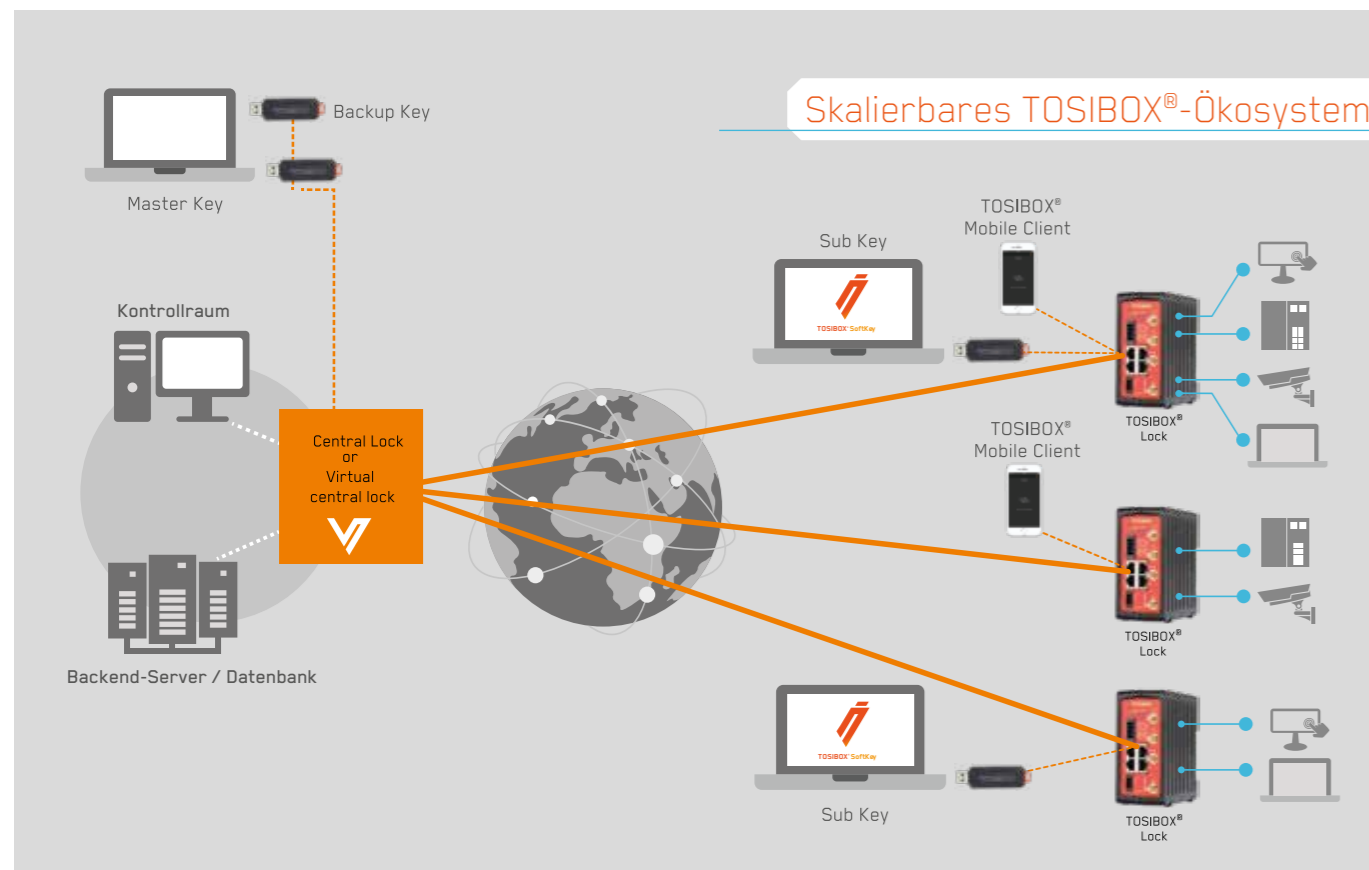 Skalierbares TOSIBOX®-Ökosystem
Backup Key
Master Key
Kontrollraum
Central Lock
or
Virtual
central lock
Backend-Server / Datenbank
Sub Key
TOSIBOX® SoftKey
TOSIBOX®
Mobile Client
TOSIBOX®
Lock
TOSIBOX®
Mobile Client
TOSIBOX®
Lock
TOSIBOX® SoftKey
Sub Key
TOSIBOX®
Lock